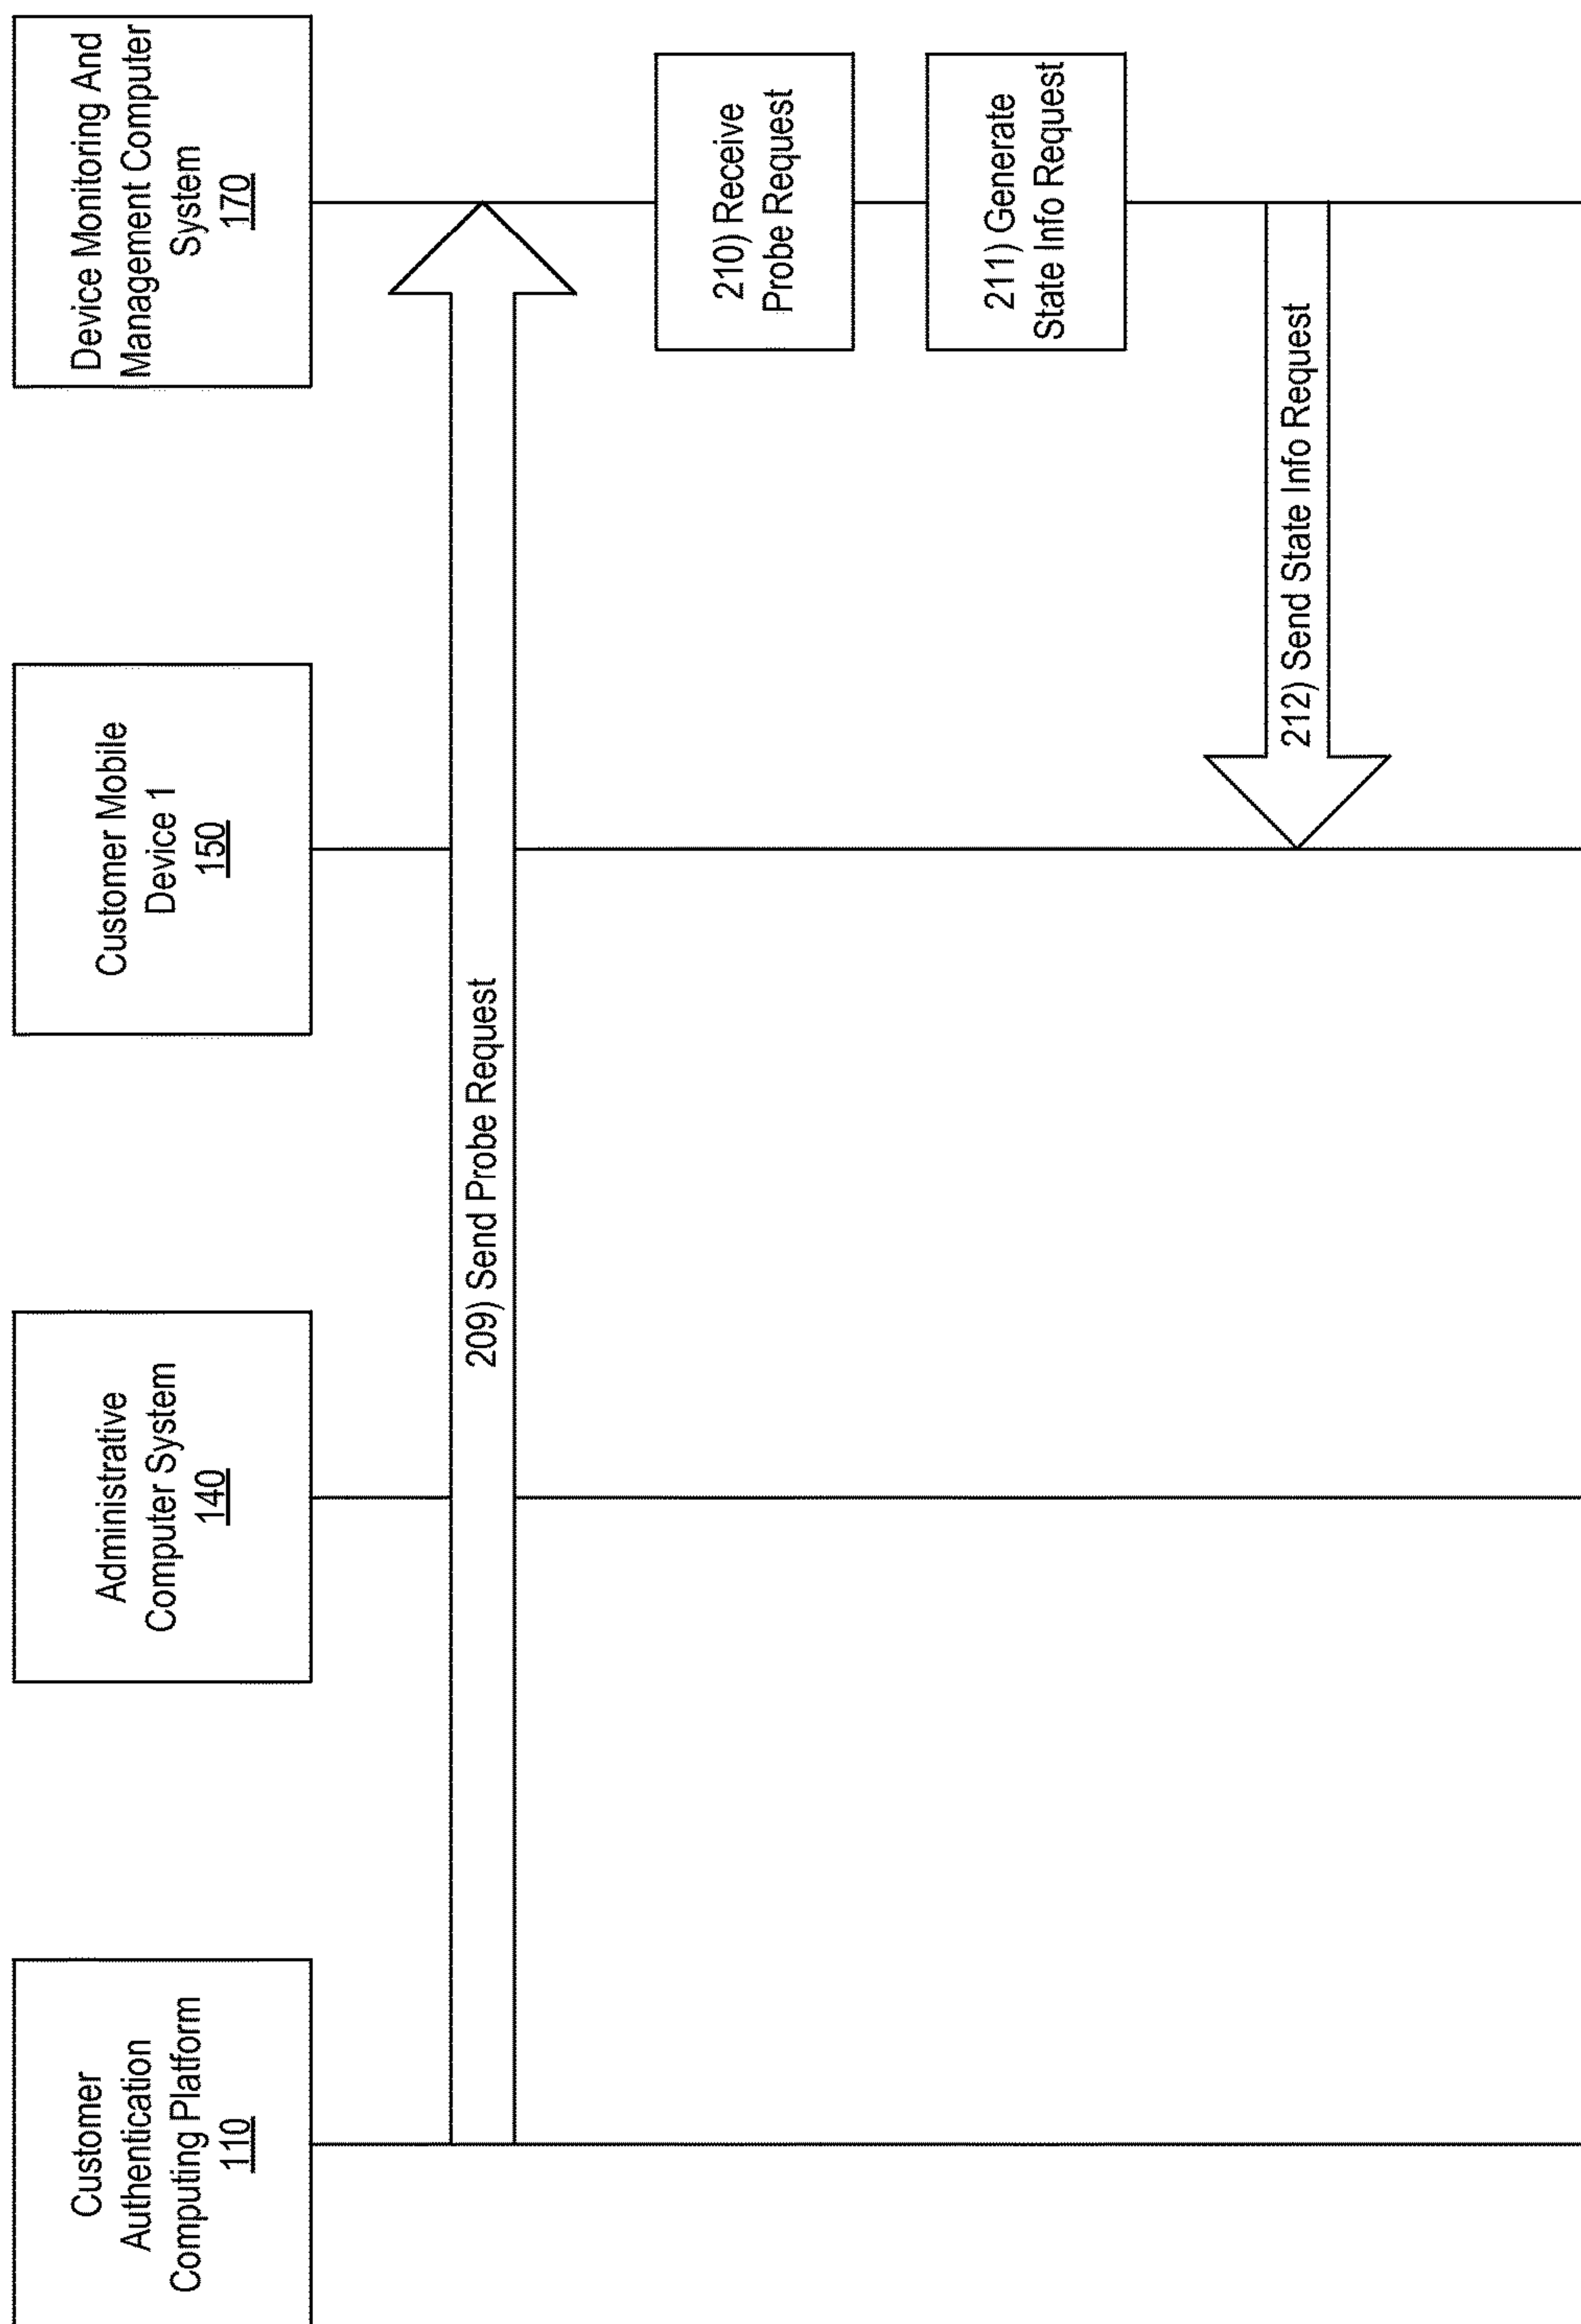 Customer
Authentication
Computing Platform
110
Administrative
Computer System
140
Customer Mobile
Device 1
150
Device Monitoring And
Management Computer
System
170
209) Send Probe Request
210) Receive
Probe Request
211) Generate
State Info Request
212) Send State Info Request